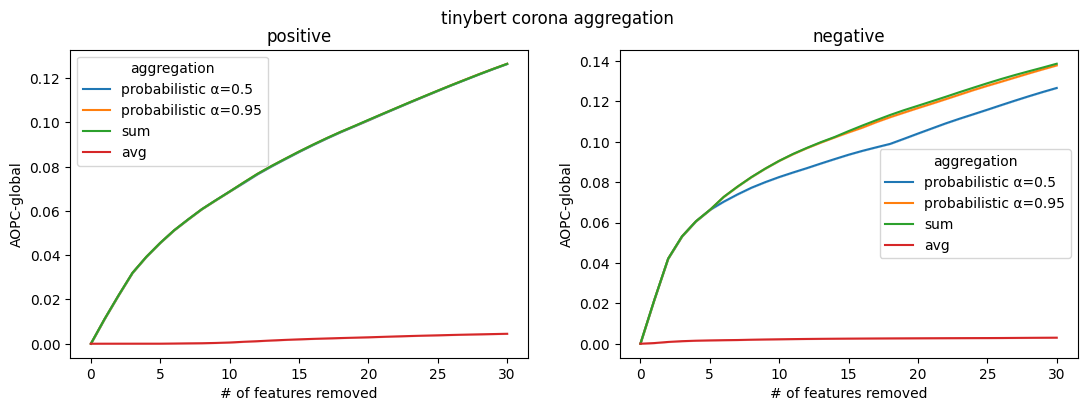 tinybert corona aggregation
positive
AOPC-global
0.12
0.10
0.08
0.06
0.04
0.02
0.00
aggregation
probabilistic α=0.5
probabilistic α=0.95
sum
avg
0 5 10 15 20 25 30
# of features removed
negative
AOPC-global
0.14
0.12
0.10
0.08
0.06
0.04
0.02
0.00
aggregation
probabilistic α=0.5
probabilistic α=0.95
sum
avg
0 5 10 15 20 25 30
# of features removed